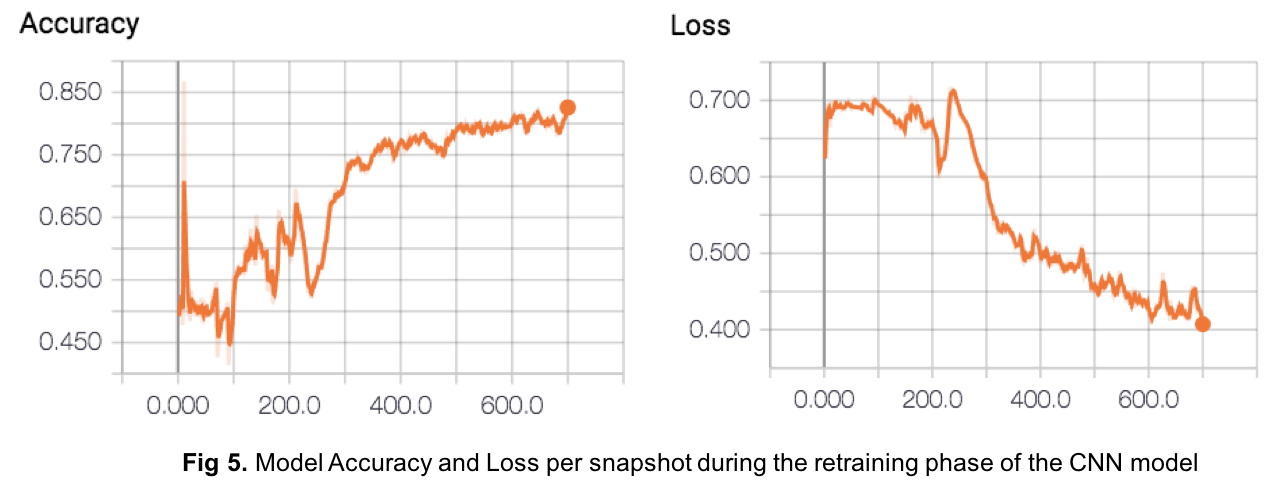 Accuracy
0.850
0.750
0.650
0.550
0.450
0.000 200.0 400.0 600.0
Loss
0.700
0.600
0.500
0.400
0.000 200.0 400.0 600.0
Fig 5. Model Accuracy and Loss per snapshot during the retraining phase of the CNN model